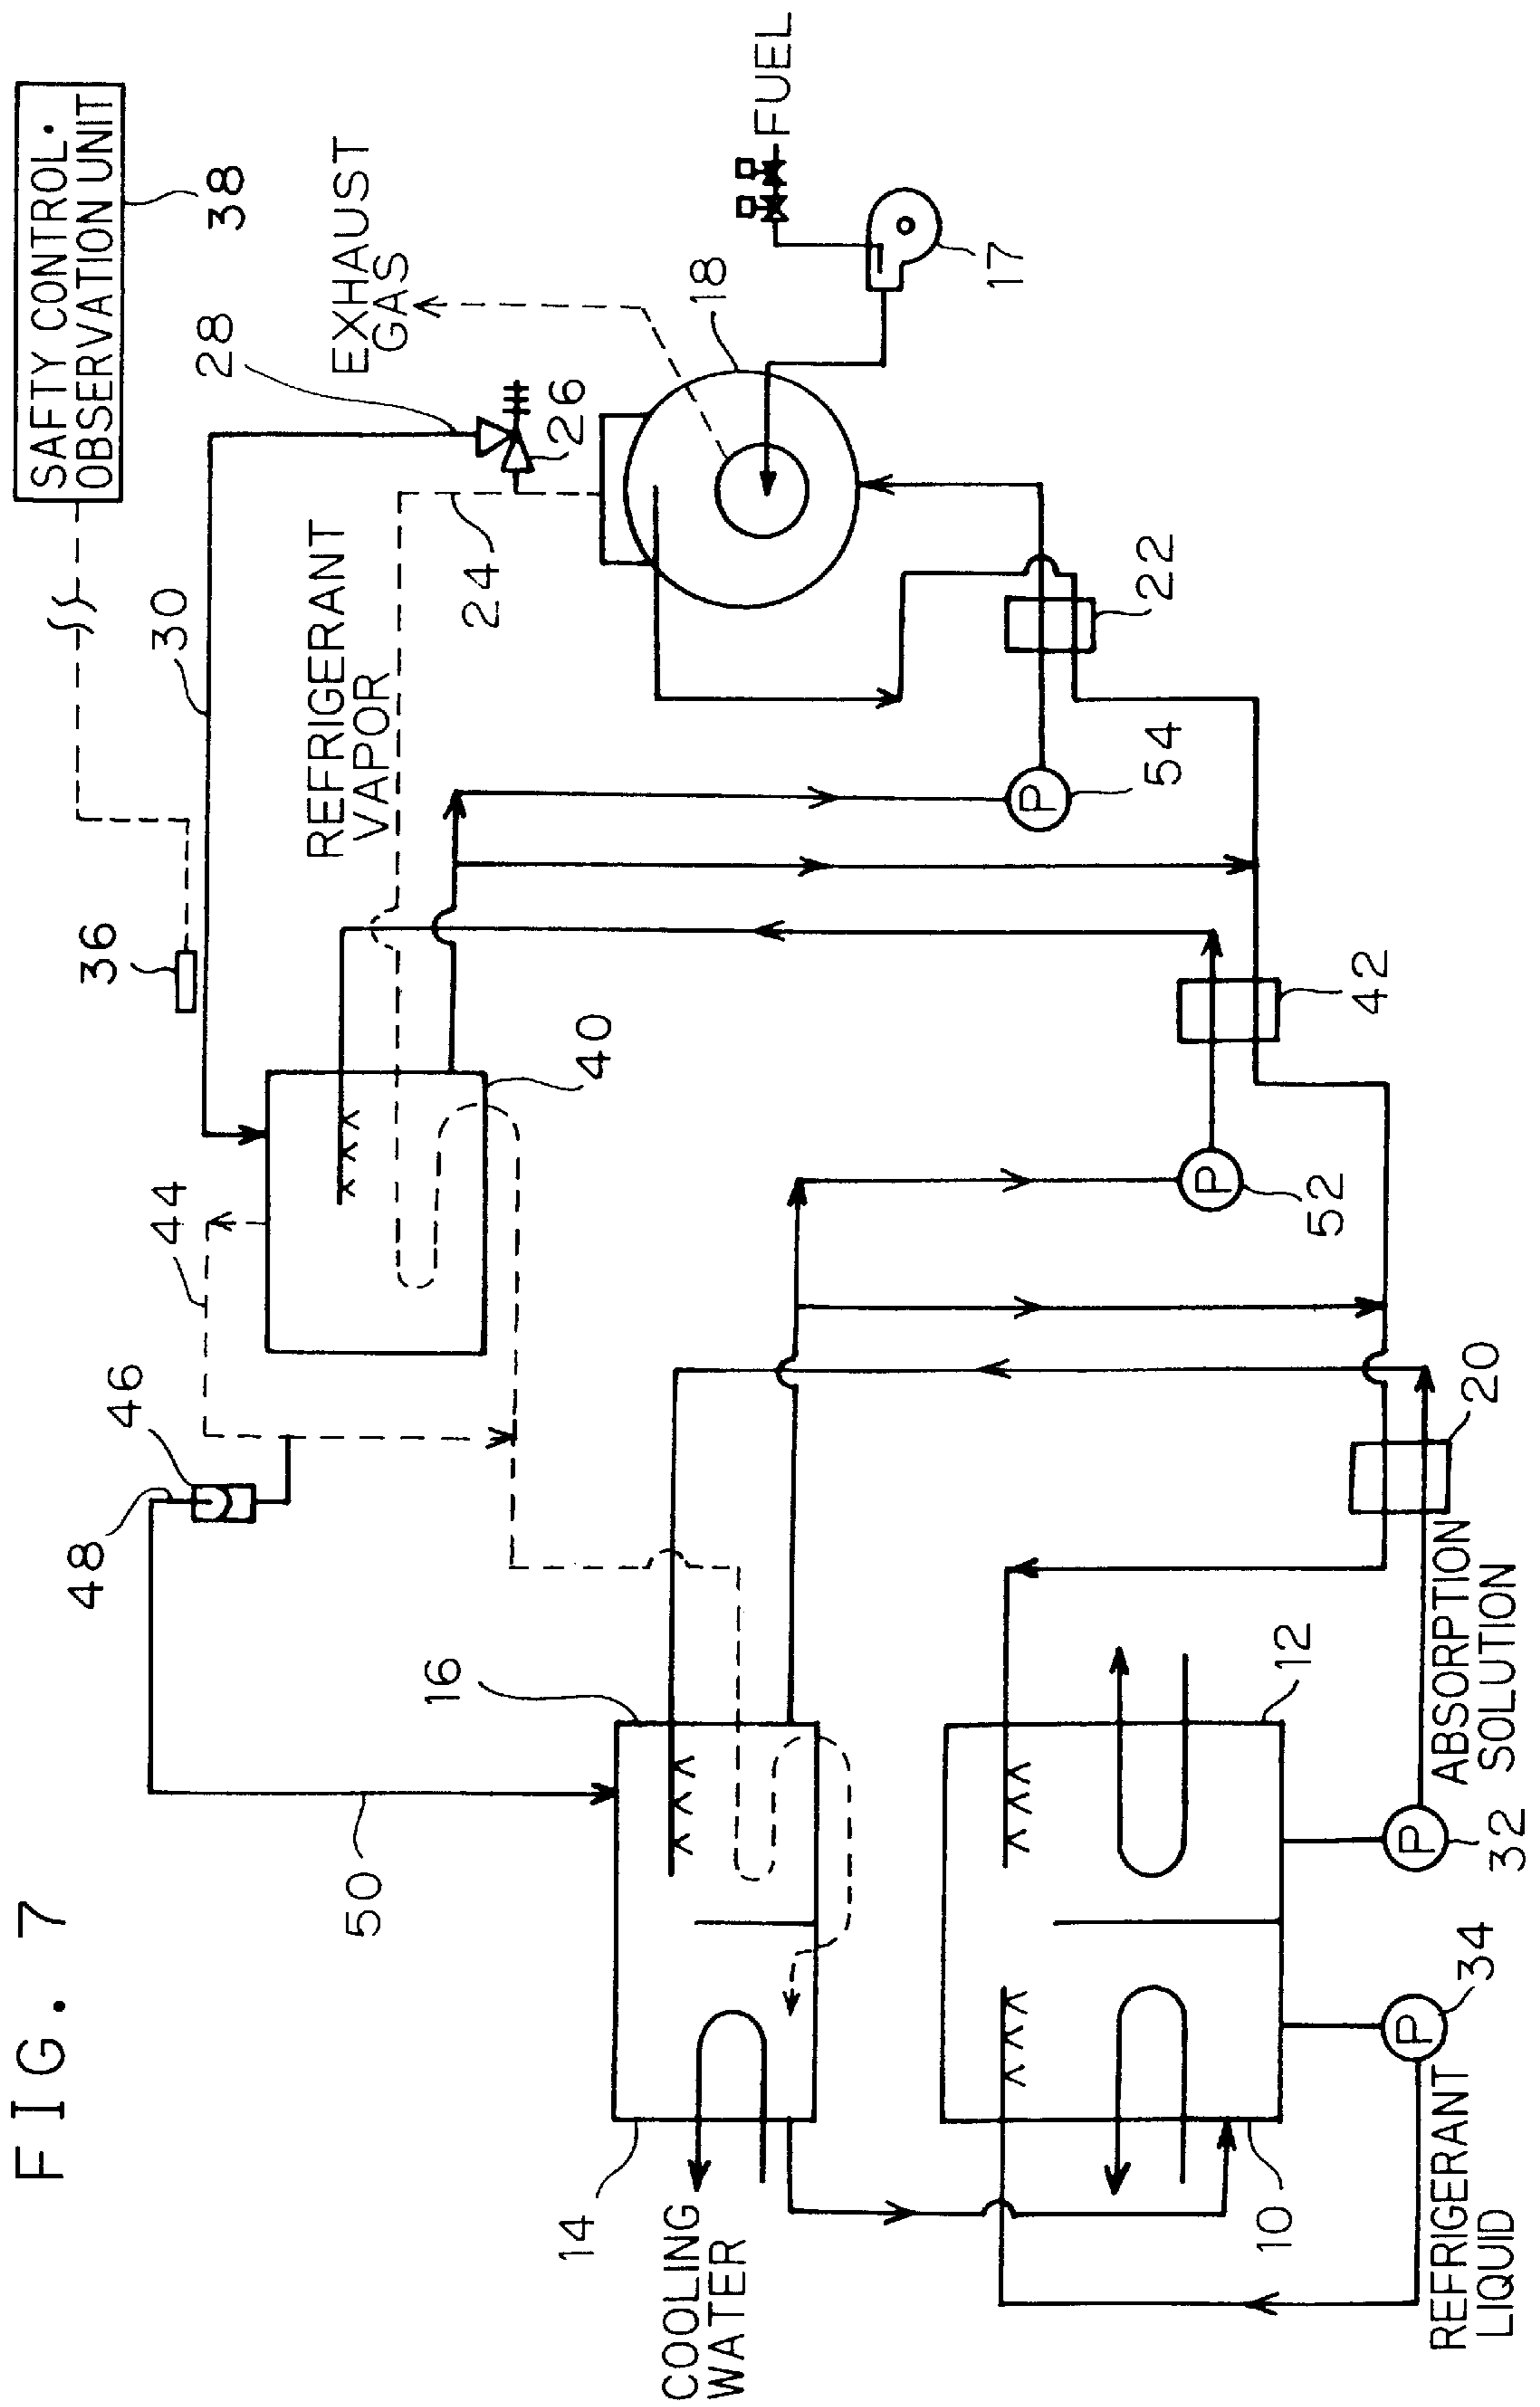 FIG. 7
SAFTY CONTROL.
OBSERVATION UNIT
38
28
30
36
44
46
48
50
EXHAUST
GAS
FUEL
17
18
26
24
REFRIGERANT
VAPOR
40
22
54
42
52
20
16
14
COOLING
WATER
12
10
ABSORPTION
SOLUTION
P
P
P
P
32
34
REFRIGERANT
LIQUID